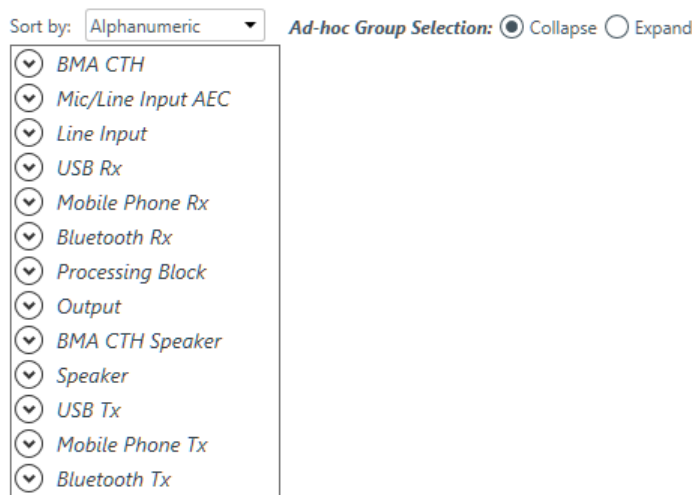 Sort by: Alphanumeric Ad-hoc Group Selection: Collapse Expand
BMA CTH
Mic/Line Input AEC
Line Input
USB Rx
Mobile Phone Rx
Bluetooth Rx
Processing Block
Output
BMA CTH Speaker
Speaker
USB Tx
Mobile Phone Tx
Bluetooth Tx